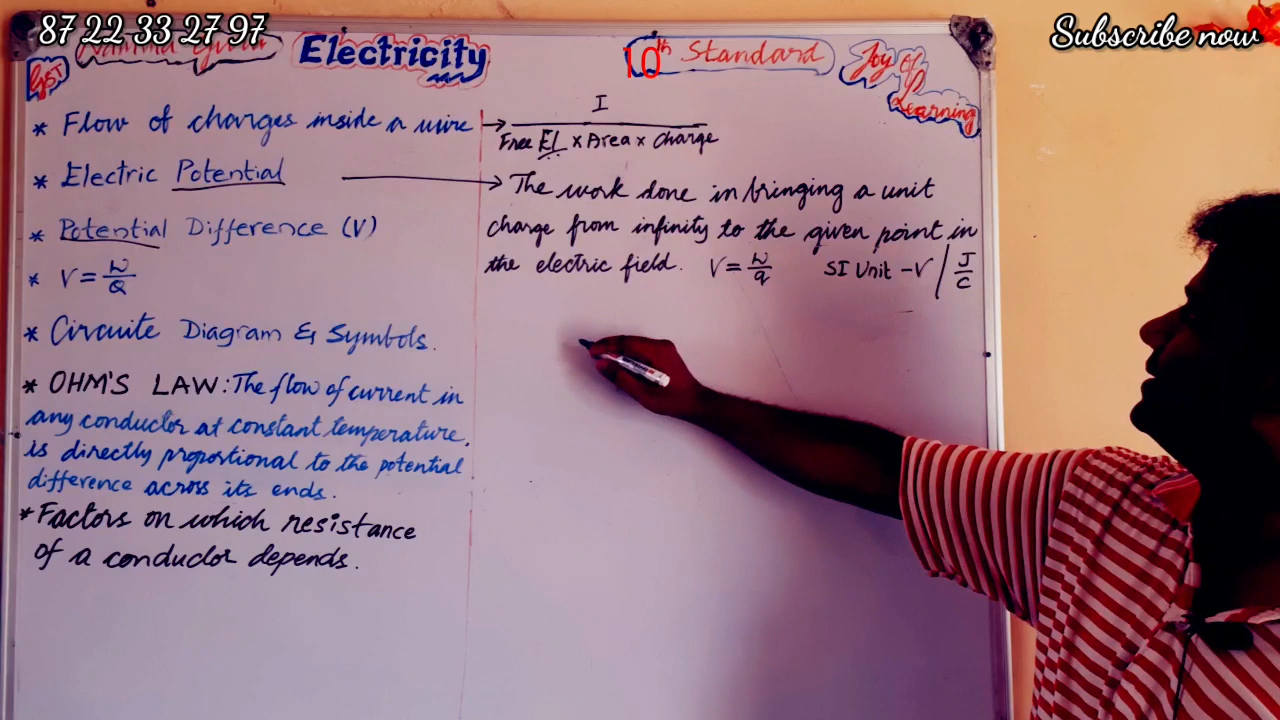 87 22 33 27 97
Subscribe now
Electricity
10th Standard
Joy of
Learning
* Flow of charges inside a wire → I
Free EL × Area × Charge
* Electric Potential → The work done in bringing a unit
charge from infinity to the given point in
the electric field. V = W/q SI Unit - V / J/C
* Potential Difference (V)
* V = W/Q
* Circuite Diagram & Symbols.
* OHM'S LAW: The flow of current in
any conductor at constant temperature,
is directly proportional to the potential
difference across its ends.
* Factors on which resistance
of a conductor depends.